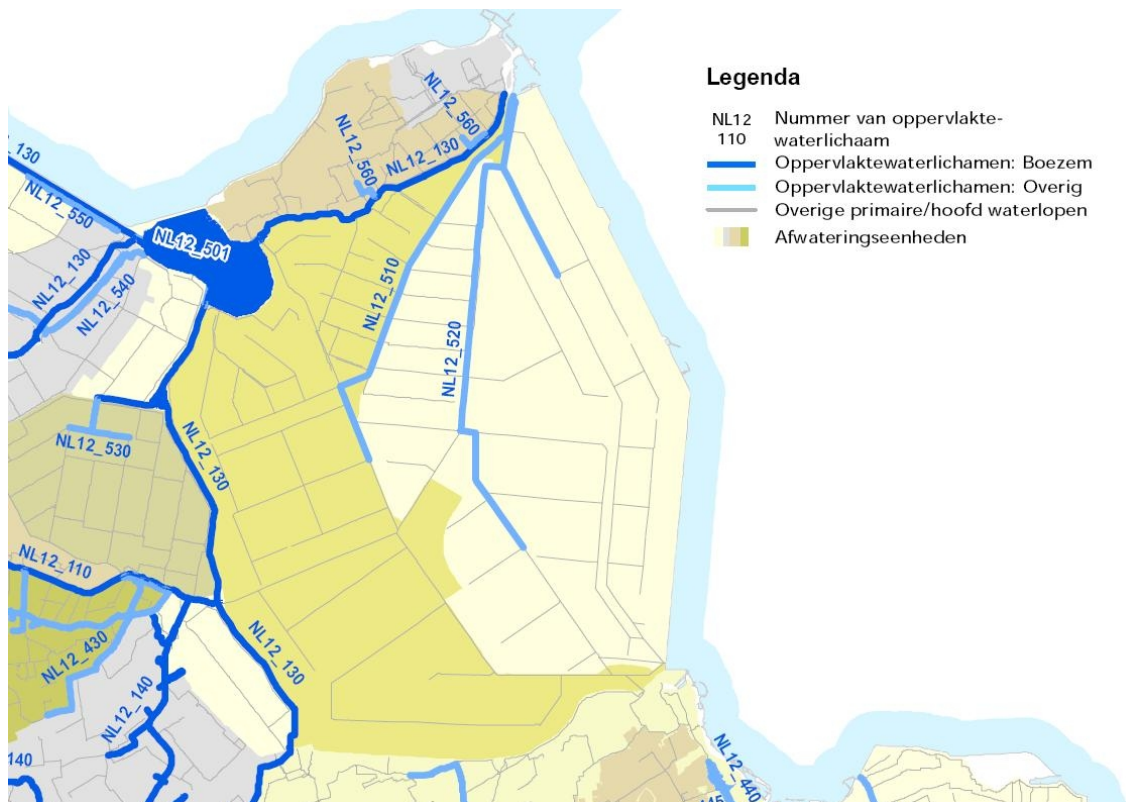 Legenda
NL12
110
Nummer van oppervlakte-
waterlichaam
Oppervlaktewaterlichamen: Boezem
Oppervlaktewaterlichamen: Overig
Overige primaire/hoofd waterlopen
Afwateringseenheden
NL12_560
NL12_130
NL12_560
_130
NL12_550
NL12_501
NL12_130
NL12_540
NL12_510
NL12_520
NL12_530
NL12_130
NL12_110
NL12_430
NL12_130
NL12_140
140
NL12_440